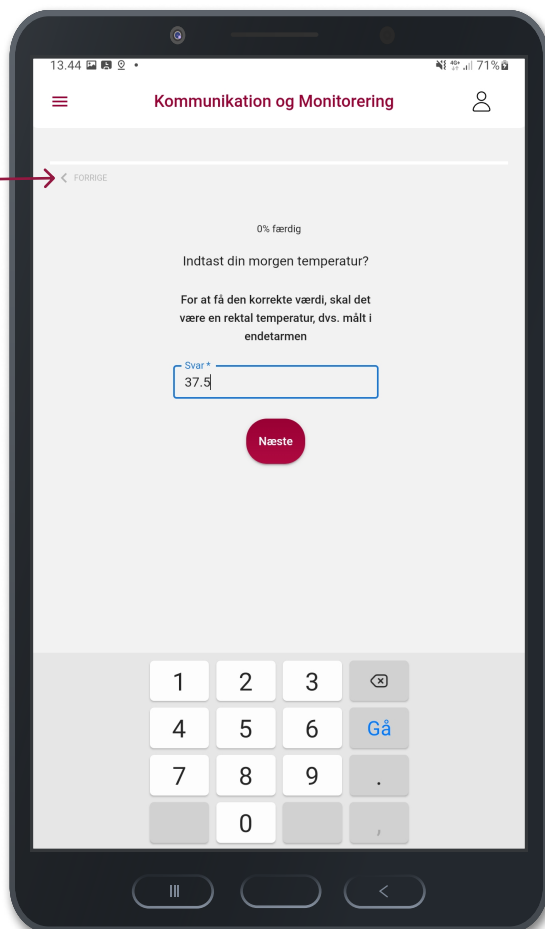 13.44 71%
Kommunikation og Monitorering
FORRIGE
0% færdig
Indtast din morgen temperatur?
For at få den korrekte værdi, skal det
være en rektal temperatur, dvs. målt i
endetarmen
Svar *
37.5
Næste
1 2 3
4 5 6 Gå
7 8 9 .
0 ,